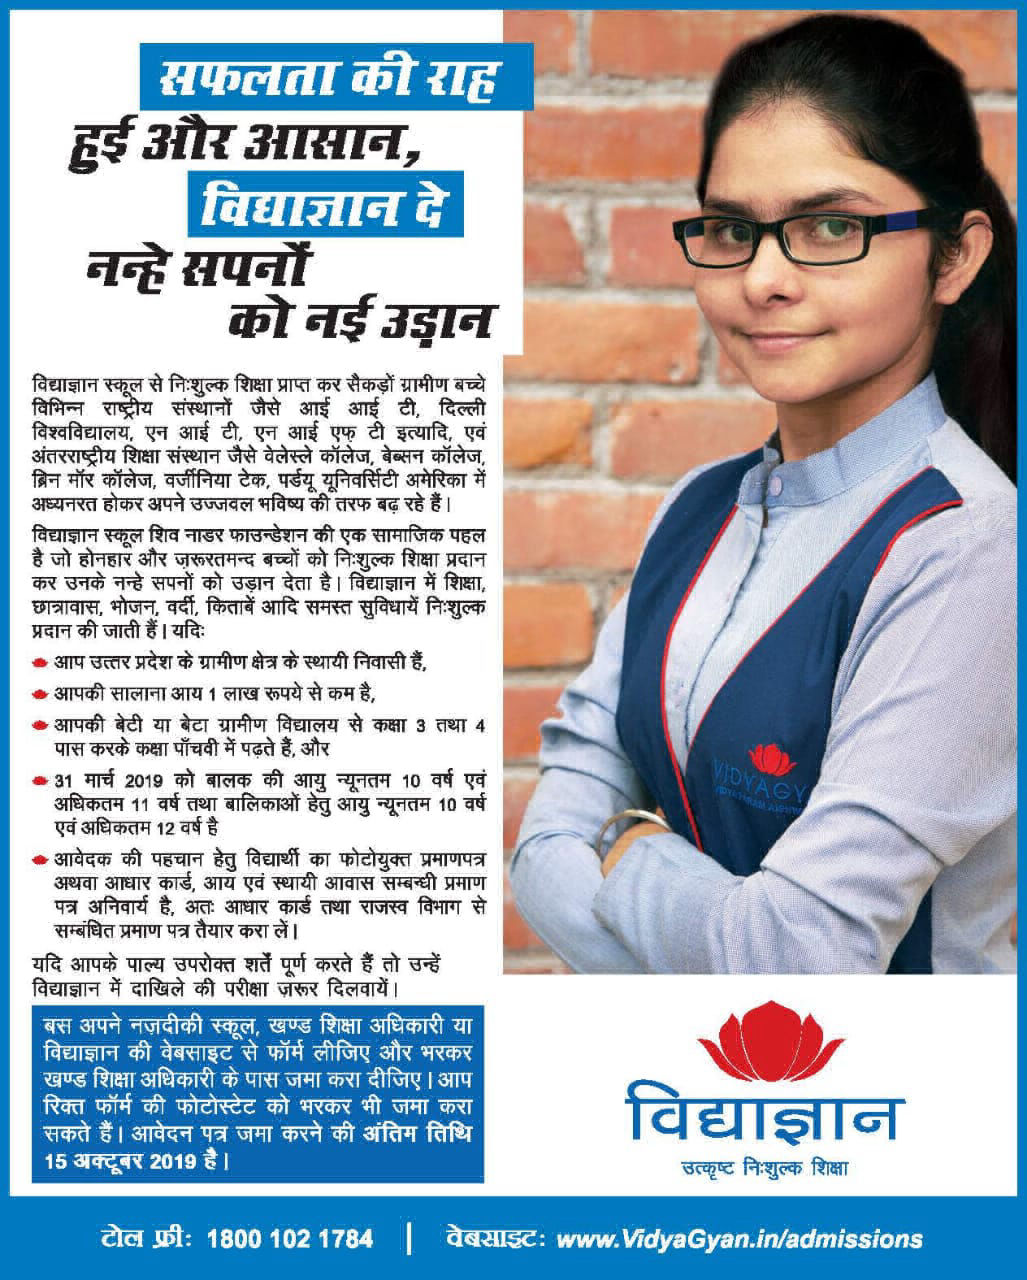 सफलता की राह
हुई और आसान,
विद्याज्ञान दे
नन्हे सपनों
को नई उड़ान
विद्याज्ञान स्कूल से निःशुल्क शिक्षा प्राप्त कर सैकड़ों ग्रामीण बच्चे
विभिन्न राष्ट्रीय संस्थानों जैसे आई आई टी, दिल्ली
विश्वविद्यालय, एन आई टी, एन आई एफ् टी इत्यादि, एवं
अंतरराष्ट्रीय शिक्षा संस्थान जैसे वेलेस्ले कॉलेज, बेब्सन कॉलेज,
ब्रिन मॉर कॉलेज, वर्जीनिया टेक, पर्डयू यूनिवर्सिटी अमेरिका में
अध्यनरत होकर अपने उज्जवल भविष्य की तरफ बढ़ रहे हैं।
विद्याज्ञान स्कूल शिव नाडर फाउन्डेशन की एक सामाजिक पहल
है जो होनहार और ज़रूरतमन्द बच्चों को निःशुल्क शिक्षा प्रदान
कर उनके नन्हे सपनों को उड़ान देता है। विद्याज्ञान में शिक्षा,
छात्रावास, भोजन, वर्दी, किताबें आदि समस्त सुविधायें निःशुल्क
प्रदान की जाती हैं। यदिः
आप उत्तर प्रदेश के ग्रामीण क्षेत्र के स्थायी निवासी हैं,
आपकी सालाना आय 1 लाख रूपये से कम है,
आपकी बेटी या बेटा ग्रामीण विद्यालय से कक्षा 3 तथा 4
पास करके कक्षा पाँचवी में पढ़ते हैं, और
31 मार्च 2019 को बालक की आयु न्यूनतम 10 वर्ष एवं
अधिकतम 11 वर्ष तथा बालिकाओं हेतु आयु न्यूनतम 10 वर्ष
एवं अधिकतम 12 वर्ष है
आवेदक की पहचान हेतु विद्यार्थी का फोटोयुक्त प्रमाणपत्र
अथवा आधार कार्ड, आय एवं स्थायी आवास सम्बन्धी प्रमाण
पत्र अनिवार्य है, अतः आधार कार्ड तथा राजस्व विभाग से
सम्बंधित प्रमाण पत्र तैयार करा लें।
यदि आपके पाल्य उपरोक्त शर्तें पूर्ण करते हैं तो उन्हें
विद्याज्ञान में दाखिले की परीक्षा ज़रूर दिलवायें।
बस अपने नज़दीकी स्कूल, खण्ड शिक्षा अधिकारी या
विद्याज्ञान की वेबसाइट से फॉर्म लीजिए और भरकर
खण्ड शिक्षा अधिकारी के पास जमा करा दीजिए। आप
रिक्त फॉर्म की फोटोस्टेट को भरकर भी जमा करा
सकते हैं। आवेदन पत्र जमा करने की अंतिम तिथि
15 अक्टूबर 2019 है।
VIDYAGY
विद्याज्ञान
उत्कृष्ट निःशुल्क शिक्षा
टोल फ्रीः 1800 102 1784 | वेबसाइटः www.VidyaGyan.in/admissions